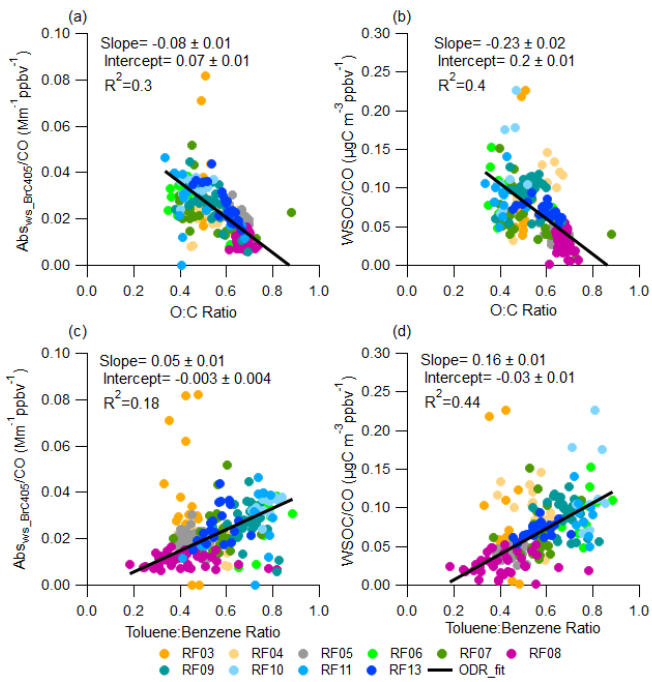 (a)
Slope= -0.08 ± 0.01
Intercept= 0.07 ± 0.01
R²=0.3
Abs_ws_BrC405/CO (Mm⁻¹ppbv⁻¹)
0.10
0.08
0.06
0.04
0.02
0.00
0.0 0.2 0.4 0.6 0.8 1.0
O:C Ratio
(b)
Slope= -0.23 ± 0.02
Intercept= 0.2 ± 0.01
R²=0.4
WSOC/CO (µgC m⁻³ ppbv⁻¹)
0.30
0.25
0.20
0.15
0.10
0.05
0.00
0.0 0.2 0.4 0.6 0.8 1.0
O:C Ratio
(c)
Slope= 0.05 ± 0.01
Intercept= -0.003 ± 0.004
R²=0.18
Abs_ws_BrC405/CO (Mm⁻¹ppbv⁻¹)
0.10
0.08
0.06
0.04
0.02
0.00
0.0 0.2 0.4 0.6 0.8 1.0
Toluene:Benzene Ratio
(d)
Slope= 0.16 ± 0.01
Intercept= -0.03 ± 0.01
R²=0.44
WSOC/CO (µgC m⁻³ ppbv⁻¹)
0.30
0.25
0.20
0.15
0.10
0.05
0.00
0.0 0.2 0.4 0.6 0.8 1.0
Toluene:Benzene Ratio
RF03 RF04 RF05 RF06 RF07 RF08
RF09 RF10 RF11 RF13 ODR_fit